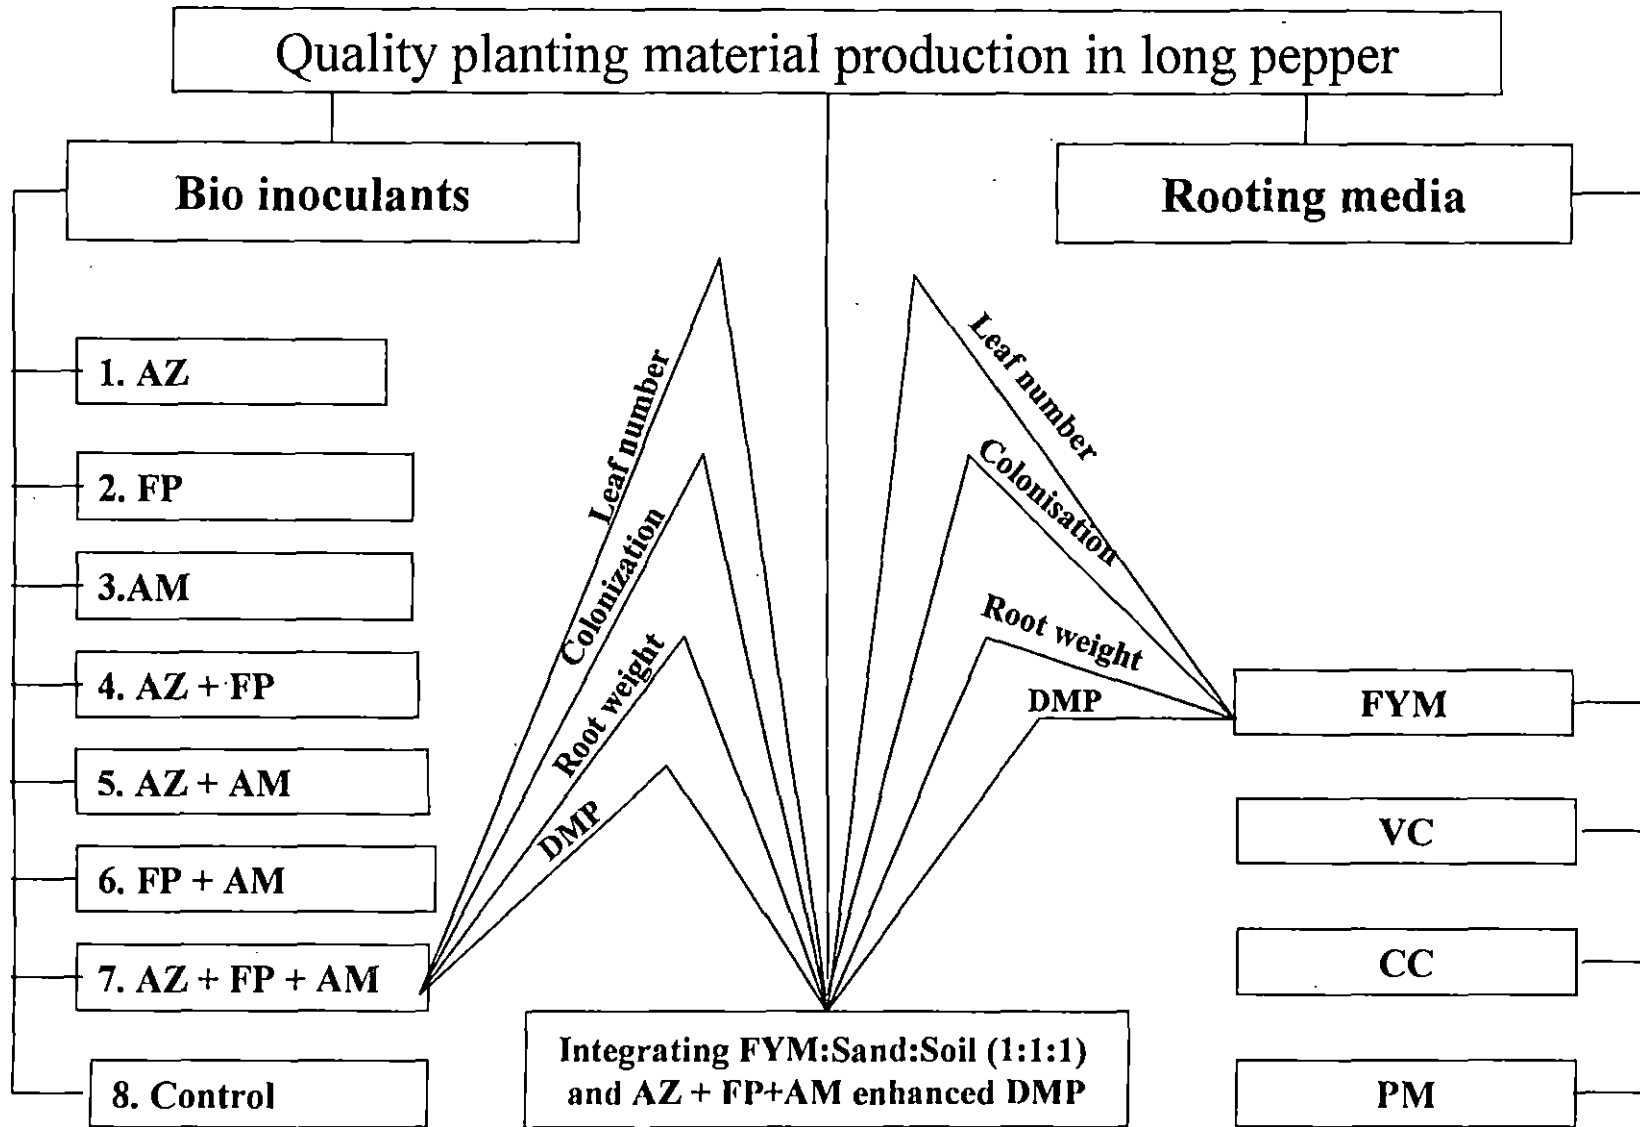 Quality planting material production in long pepper
Bio inoculants
Rooting media
1. AZ
2. FP
3.AM
4. AZ + FP
5. AZ + AM
6. FP + AM
7. AZ + FP + AM
8. Control
Leaf number
Colonization
Root weight
DMP
Leaf number
Colonisation
Root weight
DMP
FYM
VC
CC
PM
Integrating FYM:Sand:Soil (1:1:1)
and AZ + FP+AM enhanced DMP